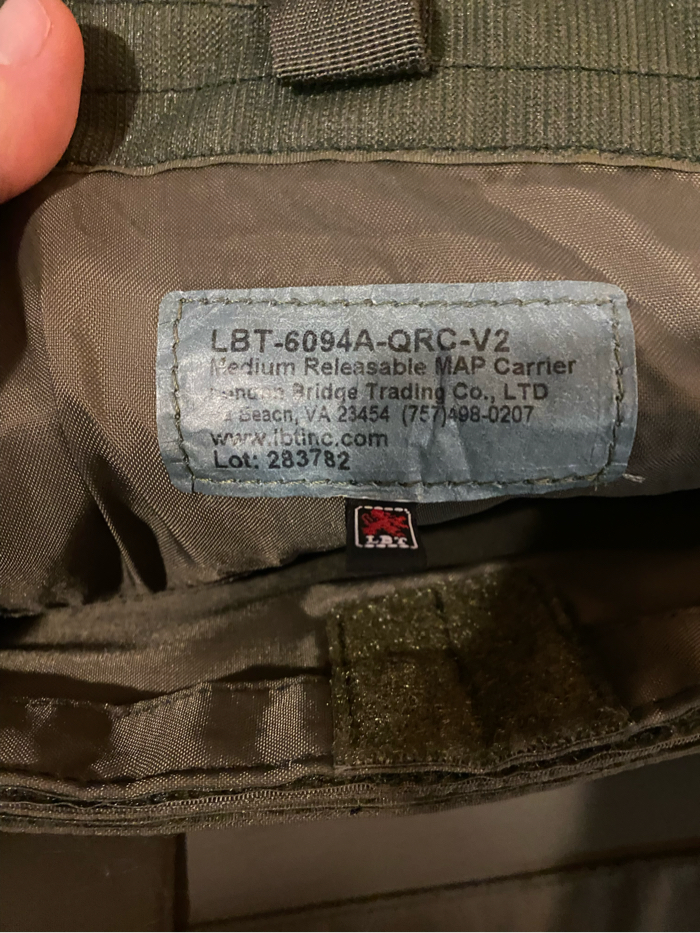 LBT-6094A-QRC-V2
Medium Releasable MAP Carrier
London Bridge Trading Co., LTD
Beach, VA 23454 (757)498-0207
www.lbtinc.com
Lot: 283782
LBT